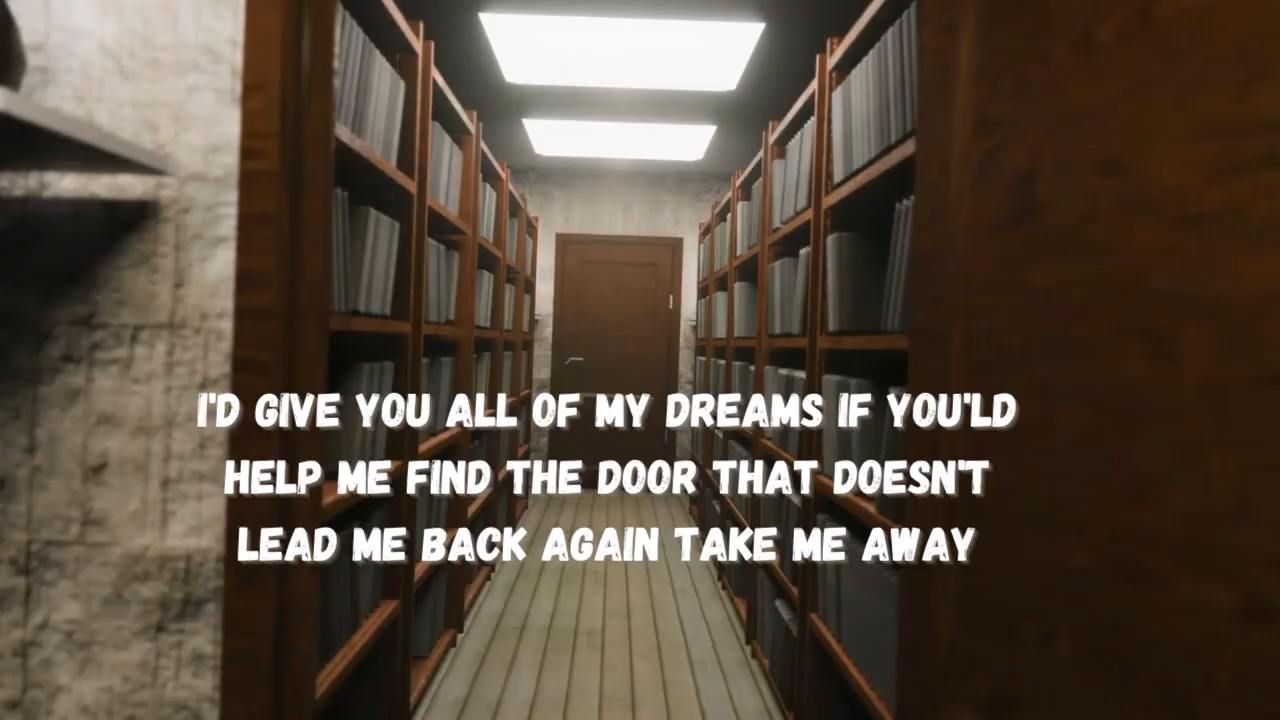 I'D GIVE YOU ALL OF MY DREAMS IF YOU'LD
HELP ME FIND THE DOOR THAT DOESN'T
LEAD ME BACK AGAIN TAKE ME AWAY